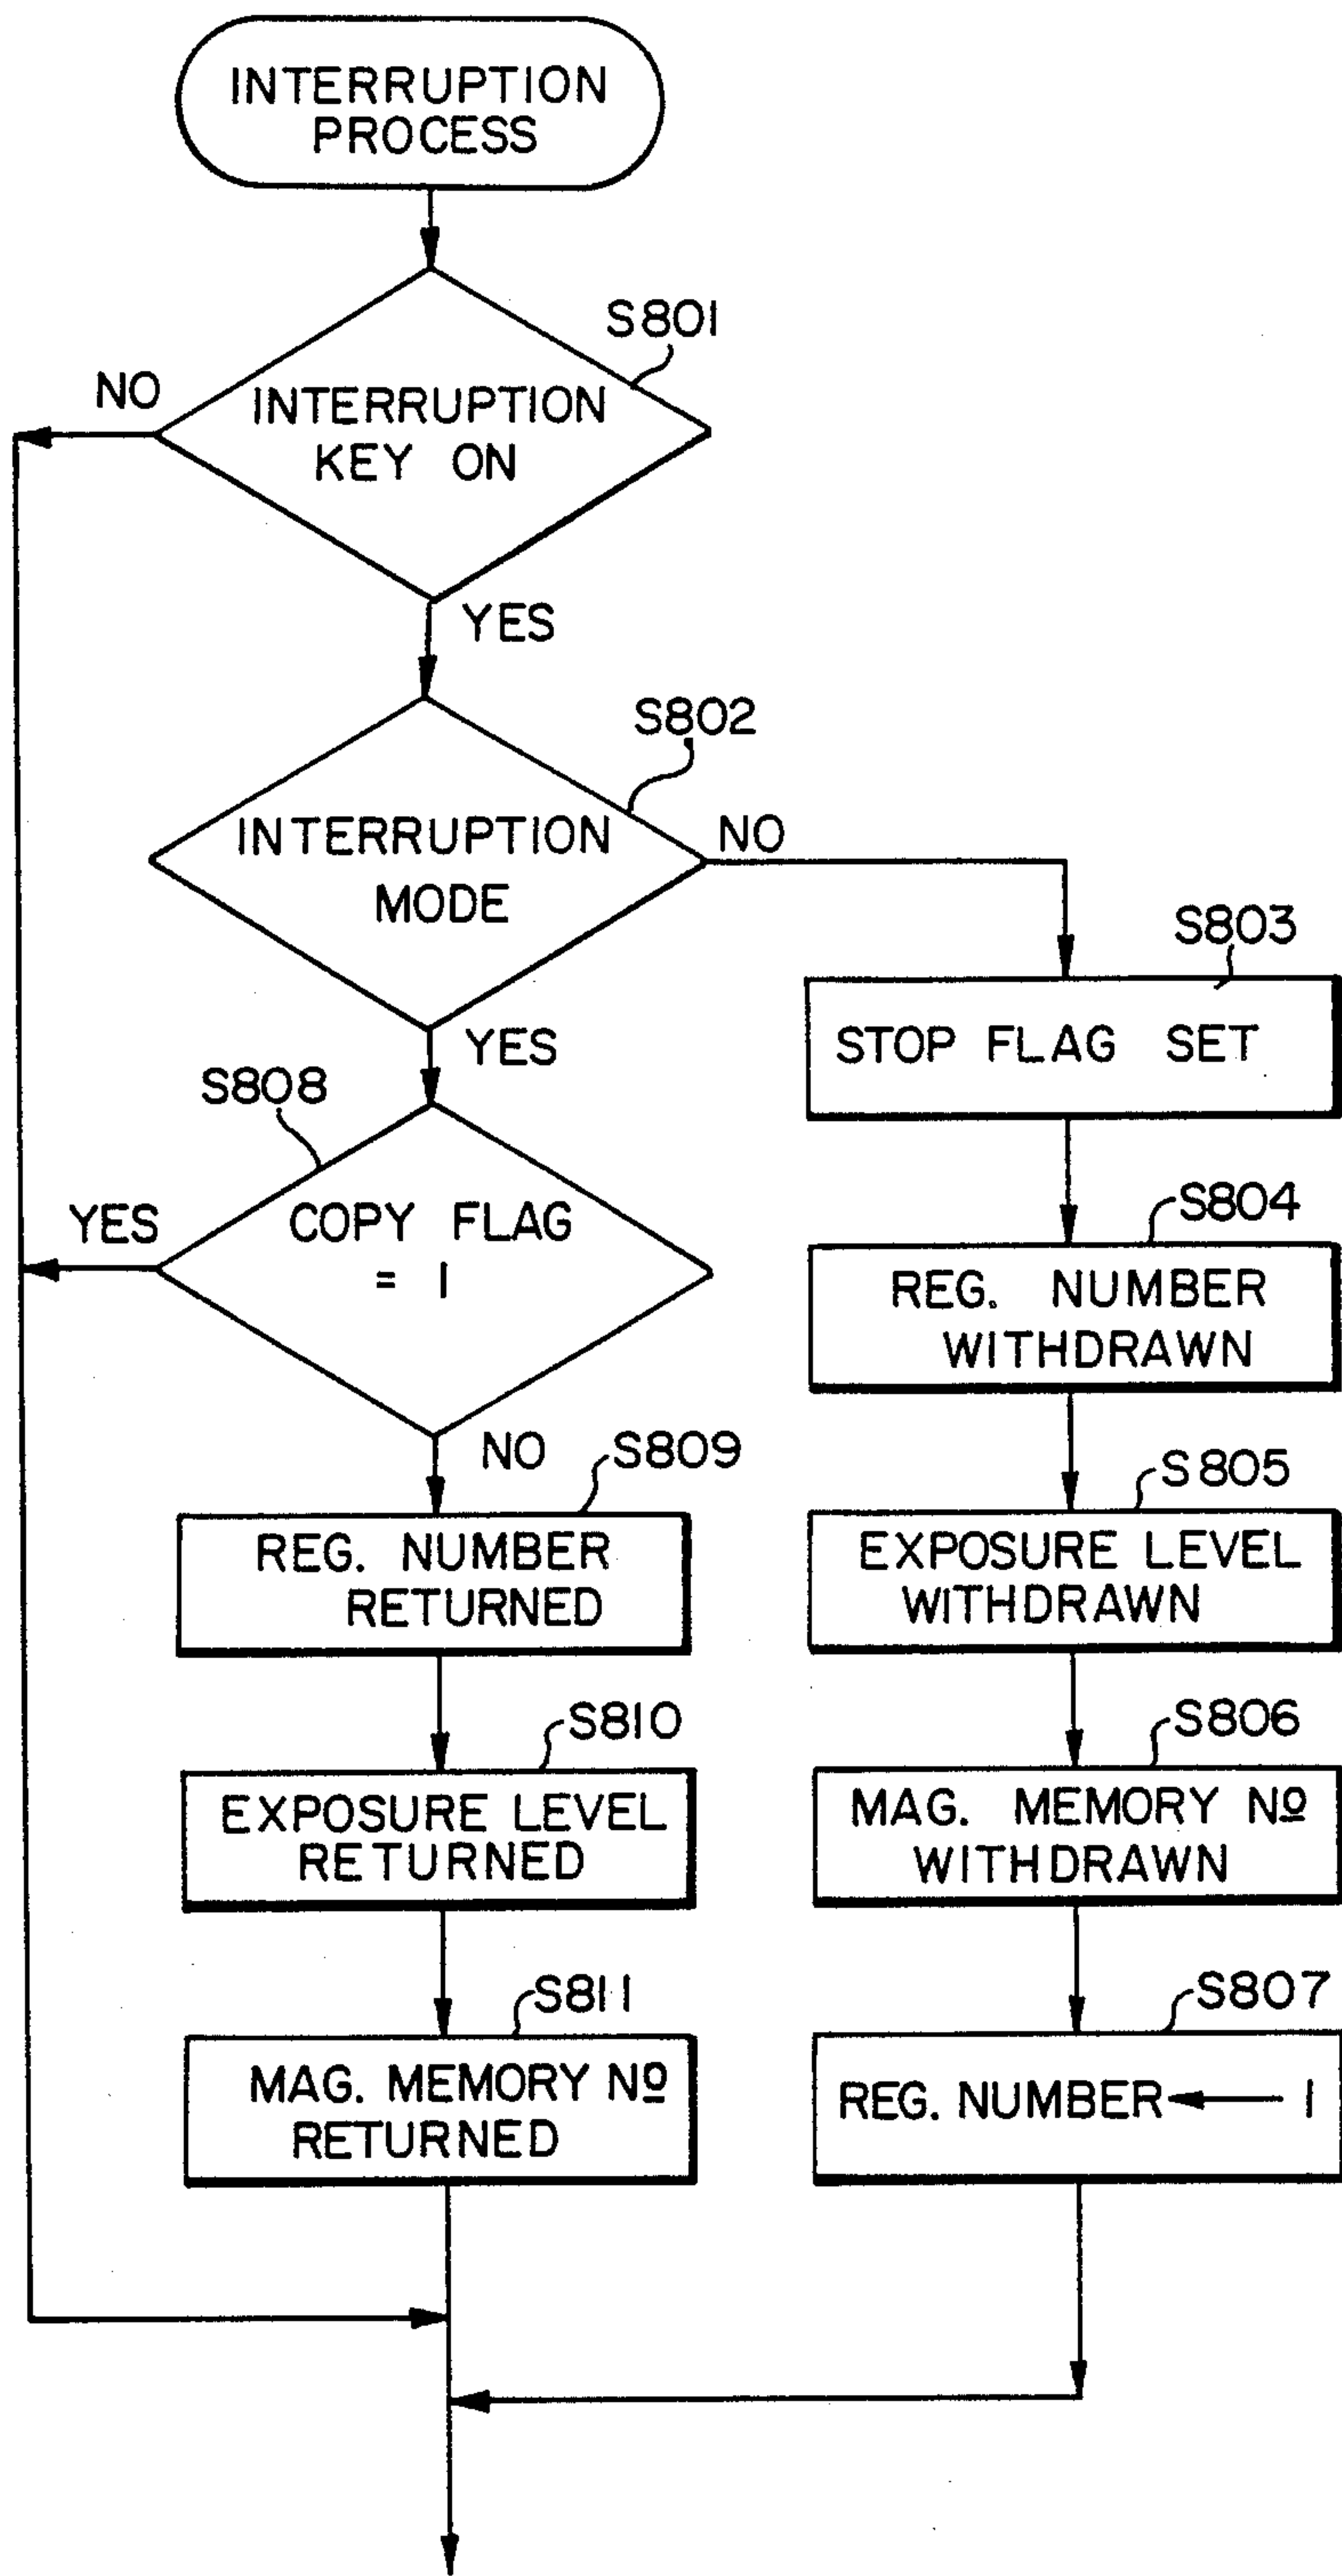 INTERRUPTION
PROCESS
S801
NO
INTERRUPTION
KEY ON
YES
S802
INTERRUPTION
MODE
NO
S803
STOP FLAG SET
YES
S808
COPY FLAG
= 1
YES
S804
REG. NUMBER
WITHDRAWN
NO
S809
REG. NUMBER
RETURNED
S805
EXPOSURE LEVEL
WITHDRAWN
S810
EXPOSURE LEVEL
RETURNED
S806
MAG. MEMORY Nº
WITHDRAWN
S811
MAG. MEMORY Nº
RETURNED
S807
REG. NUMBER ← 1